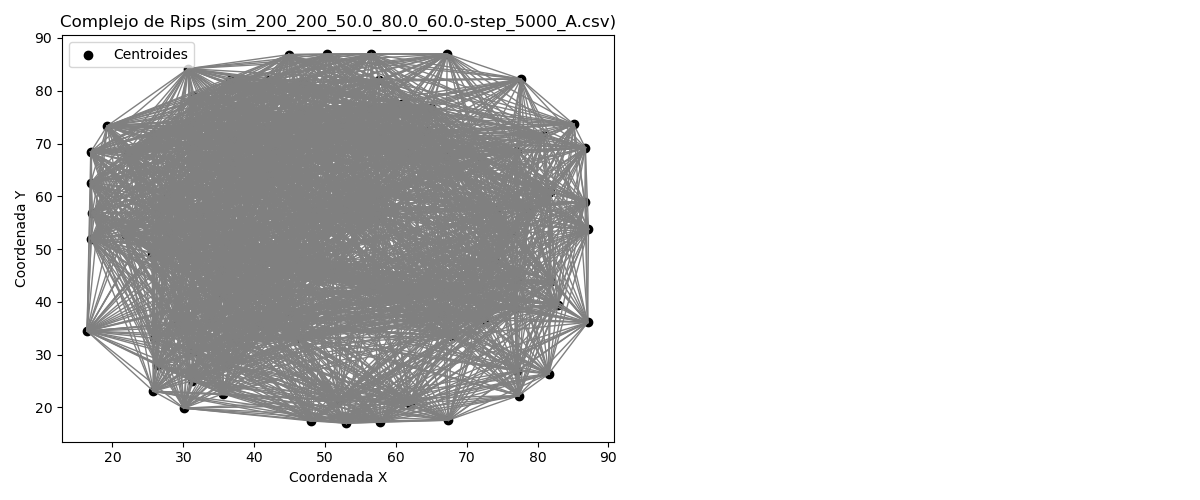 Complejo de Rips (sim_200_200_50.0_80.0_60.0-step_5000_A.csv)
Centroides
Coordenada Y
90
80
70
60
50
40
30
20
20 30 40 50 60 70 80 90
Coordenada X